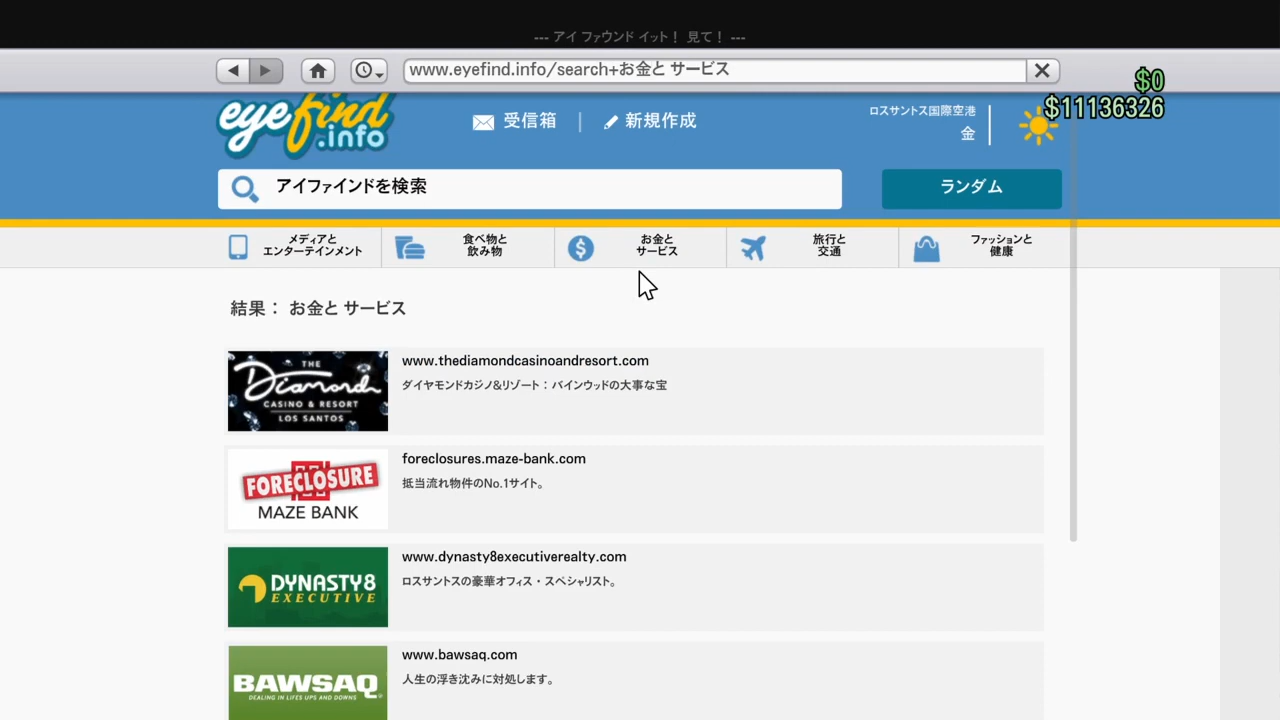 --- アイ ファウンド イット！ 見て！ ---
www.eyefind.info/search+お金と サービス
$0
$11136326
eyefind
.info
受信箱
新規作成
ロスサントス国際空港
金
アイファインドを検索
ランダム
メディアと
エンターテインメント
食べ物と
飲み物
お金と
サービス
旅行と
交通
ファッションと
健康
結果： お金と サービス
THE
Diamond
CASINO & RESORT
LOS SANTOS
www.thediamondcasinoandresort.com
ダイヤモンドカジノ&リゾート：バインウッドの大事な宝
FORECLOSURE
MAZE BANK
foreclosures.maze-bank.com
抵当流れ物件のNo.1サイト。
DYNASTY8
EXECUTIVE
www.dynasty8executiverealty.com
ロスサントスの豪華オフィス・スペシャリスト。
BAWSAQ
DEALING IN LIFES UPS AND DOWNS
www.bawsaq.com
人生の浮き沈みに対処します。